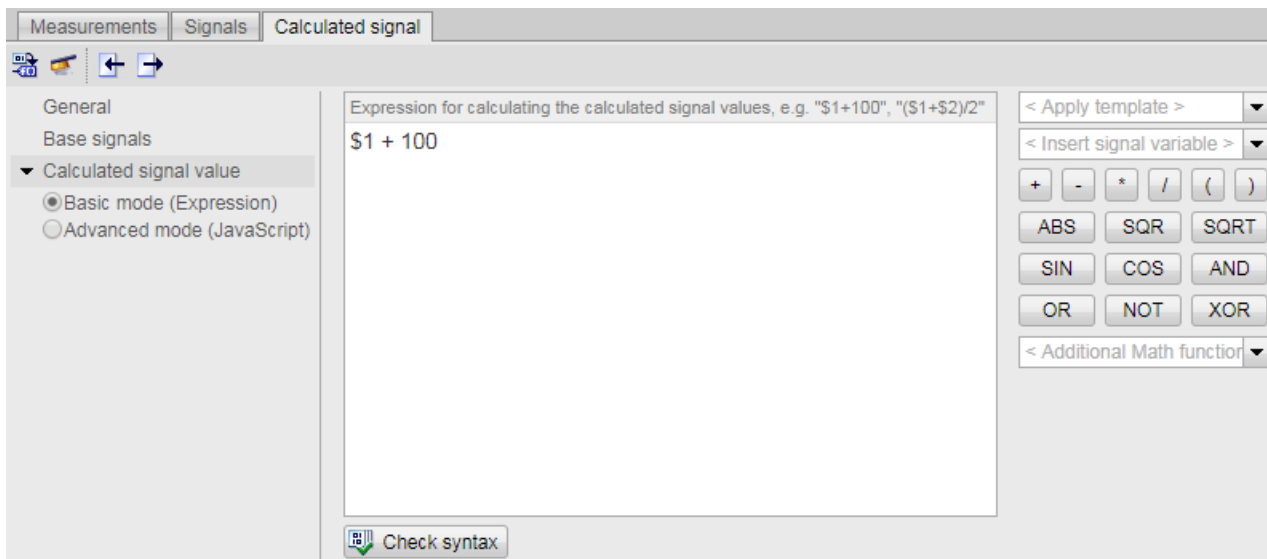 Measurements Signals Calculated signal
General
Base signals
Calculated signal value
Basic mode (Expression)
Advanced mode (JavaScript)
Expression for calculating the calculated signal values, e.g. "$1+100", "($1+$2)/2"
$1 + 100
Check syntax
< Apply template >
< Insert signal variable >
+ - * / ( )
ABS SQR SQRT
SIN COS AND
OR NOT XOR
< Additional Math function